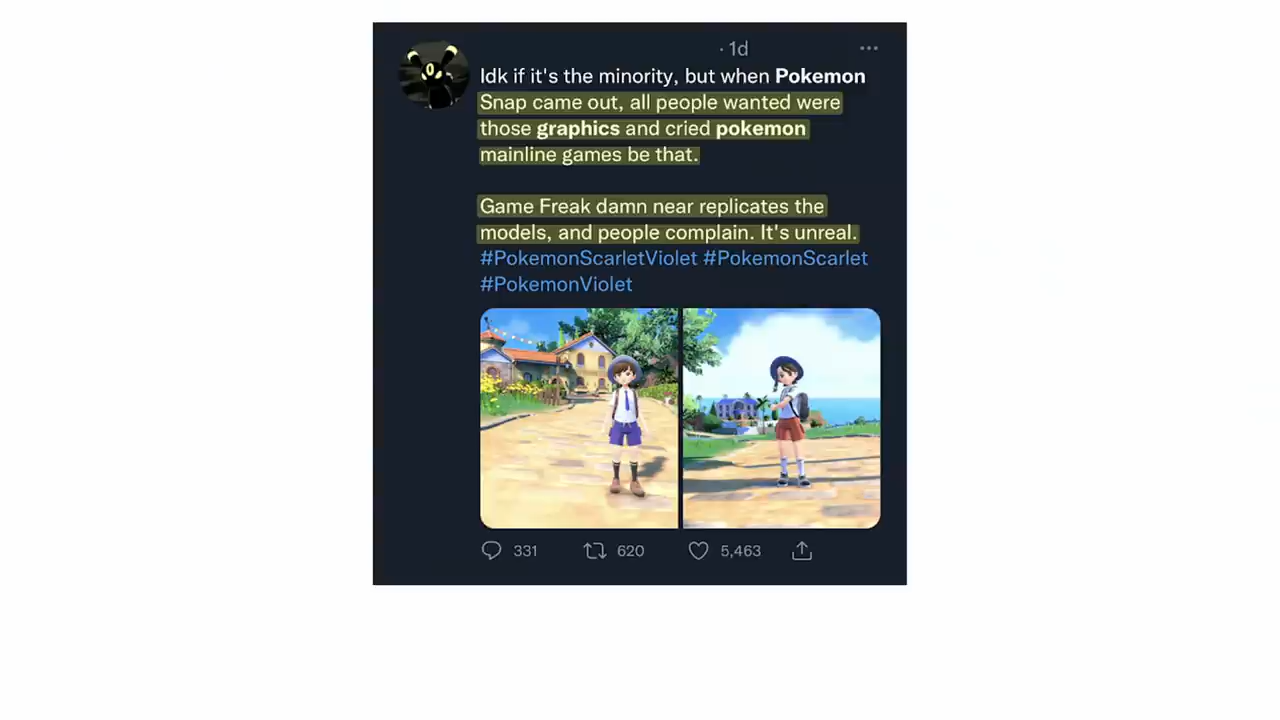 · 1d
Idk if it's the minority, but when Pokemon
Snap came out, all people wanted were
those graphics and cried pokemon
mainline games be that.
Game Freak damn near replicates the
models, and people complain. It's unreal.
#PokemonScarletViolet #PokemonScarlet
#PokemonViolet
331 620 5,463